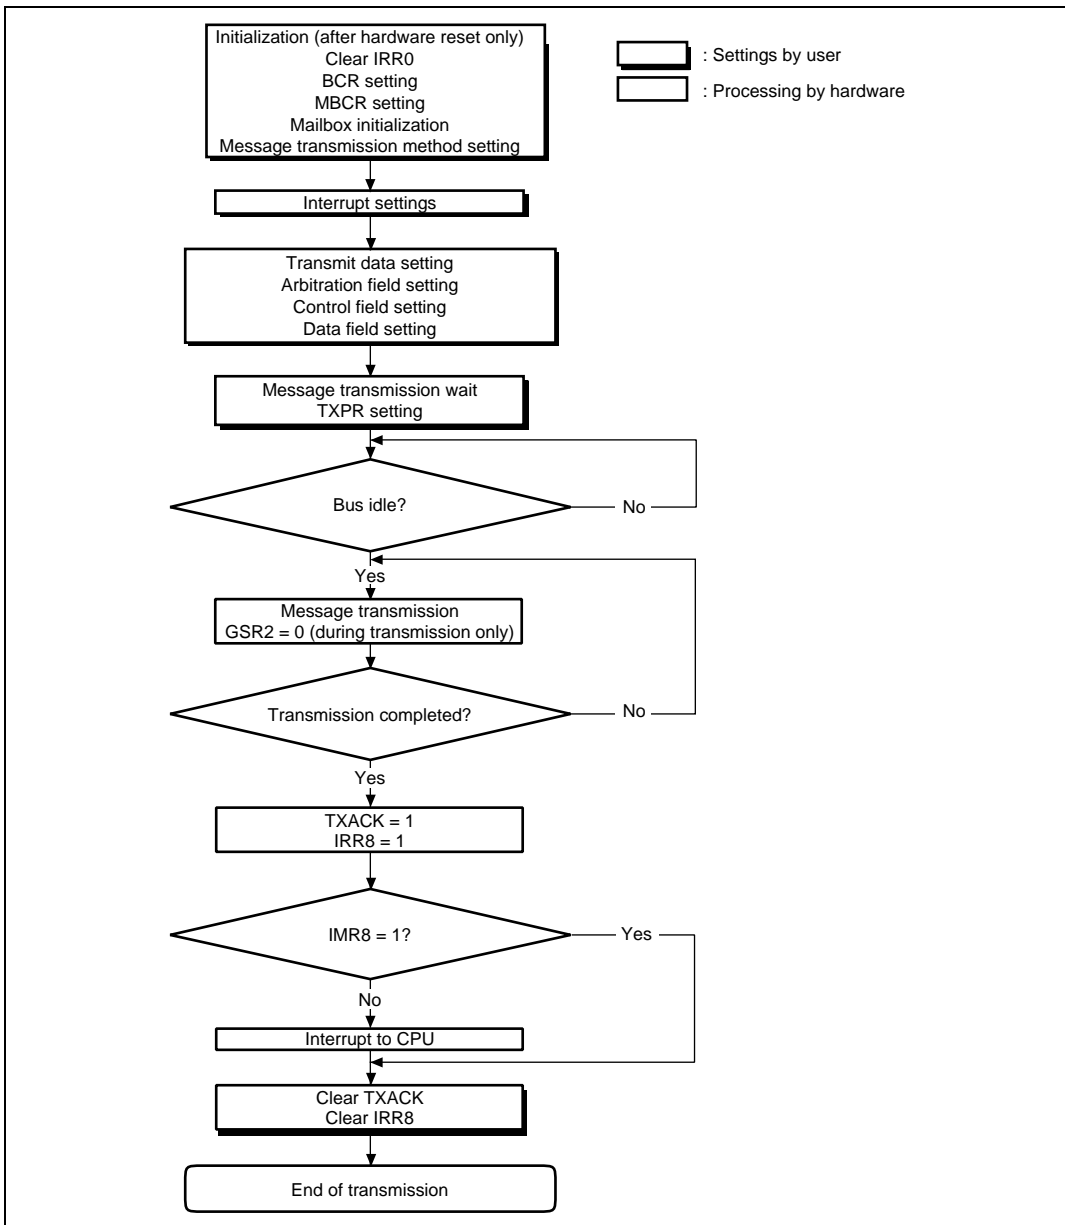 Initialization (after hardware reset only)
Clear IRR0
BCR setting
MBCR setting
Mailbox initialization
Message transmission method setting
: Settings by user
: Processing by hardware
Interrupt settings
Transmit data setting
Arbitration field setting
Control field setting
Data field setting
Message transmission wait
TXPR setting
Bus idle?
No
Yes
Message transmission
GSR2 = 0 (during transmission only)
Transmission completed?
No
Yes
TXACK = 1
IRR8 = 1
IMR8 = 1?
Yes
No
Interrupt to CPU
Clear TXACK
Clear IRR8
End of transmission